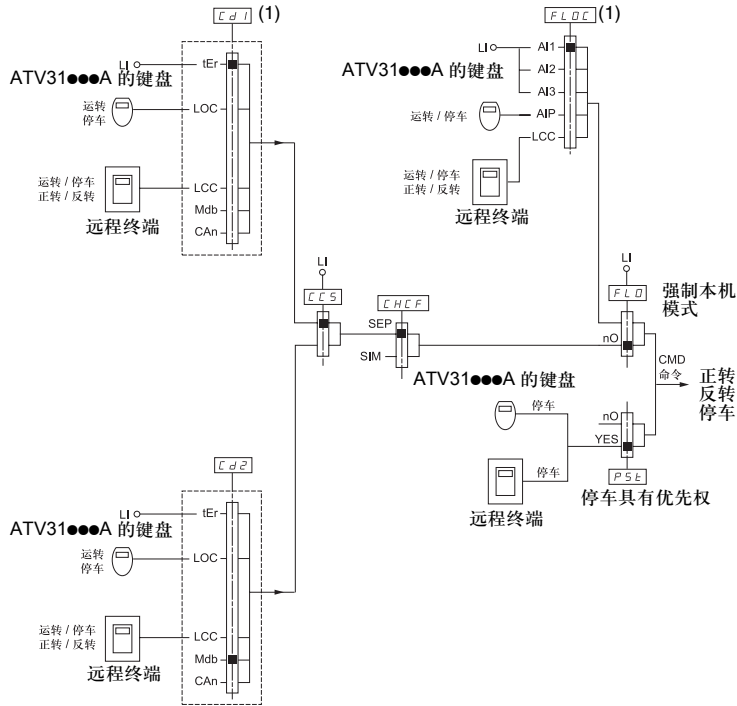 Cd1 (1)
LI tEr
ATV31●●●A 的键盘
运转
停车
LOC
运转 / 停车
正转 / 反转
LCC
远程终端
Mdb
CAn
FLOC (1)
LI AI1
ATV31●●●A 的键盘
AI2
AI3
运转 / 停车
AIP
LCC
运转 / 停车
正转 / 反转
远程终端
LI
CCS
CHCF
SEP
SIM
LI
FLO
强制本机
模式
nO
ATV31●●●A 的键盘
停车
nO
YES
停车
远程终端
PSt
停车具有优先权
CMD
命令
正转
反转
停车
Cd2
LI tEr
ATV31●●●A 的键盘
运转
停车
LOC
运转 / 停车
正转 / 反转
LCC
远程终端
Mdb
CAn